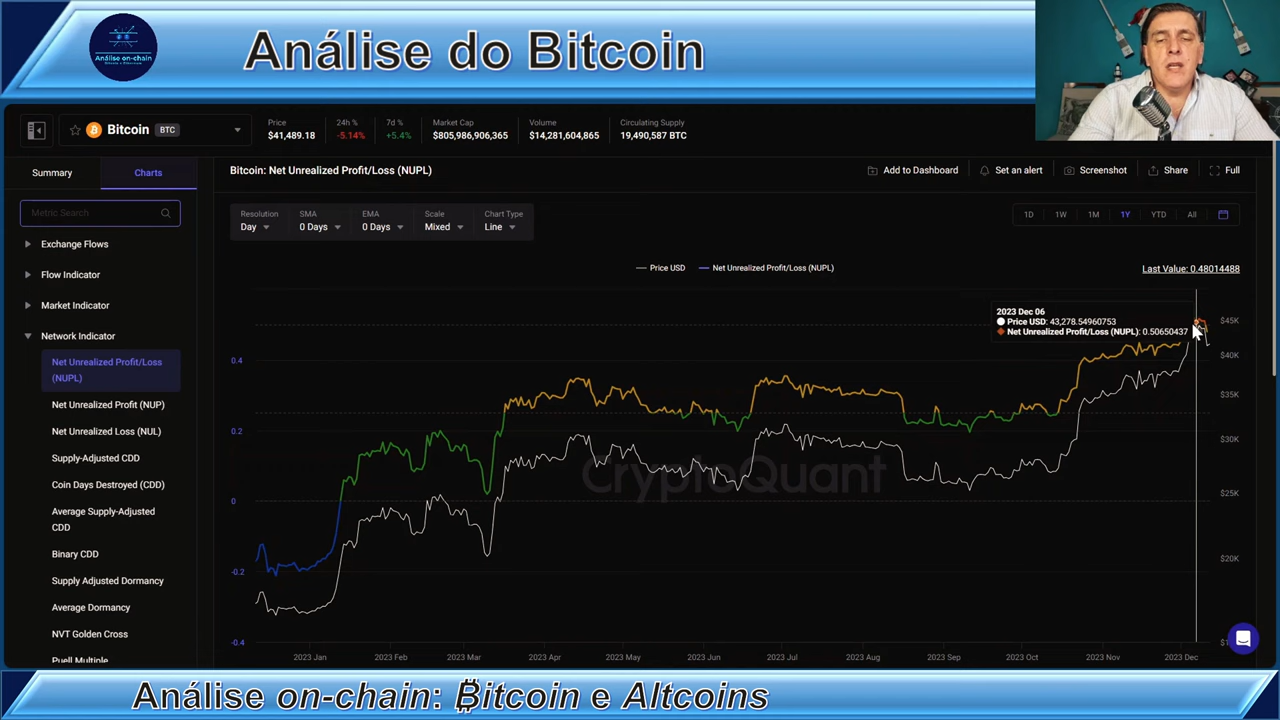 Análise do Bitcoin
Análise on-chain
Bitcoin e Ethereum
Bitcoin BTC
Price
$41,489.18
24h %
-5.14%
7d %
+5.4%
Market Cap
$805,986,906,365
Volume
$14,281,604,865
Circulating Supply
19,490,587 BTC
Summary
Charts
Metric Search
Exchange Flows
Flow Indicator
Market Indicator
Network Indicator
Net Unrealized Profit/Loss
(NUPL)
Net Unrealized Profit (NUP)
Net Unrealized Loss (NUL)
Supply-Adjusted CDD
Coin Days Destroyed (CDD)
Average Supply-Adjusted
CDD
Binary CDD
Supply Adjusted Dormancy
Average Dormancy
NVT Golden Cross
Puell Multiple
Bitcoin: Net Unrealized Profit/Loss (NUPL)
Add to Dashboard
Set an alert
Screenshot
Share
Full
Resolution
Day
SMA
0 Days
EMA
0 Days
Scale
Mixed
Chart Type
Line
1D 1W 1M 1Y YTD All
Price USD Net Unrealized Profit/Loss (NUPL)
Last Value: 0.48014488
2023 Dec 06
Price USD: 43,278.54960753
Net Unrealized Profit/Loss (NUPL): 0.50650437
0.4
0.2
0
-0.2
-0.4
$45K
$40K
$35K
$30K
$25K
$20K
CryptoQuant
2023 Jan 2023 Feb 2023 Mar 2023 Apr 2023 May 2023 Jun 2023 Jul 2023 Aug 2023 Sep 2023 Oct 2023 Nov 2023 Dec
Análise on-chain: ₿itcoin e Altcoins